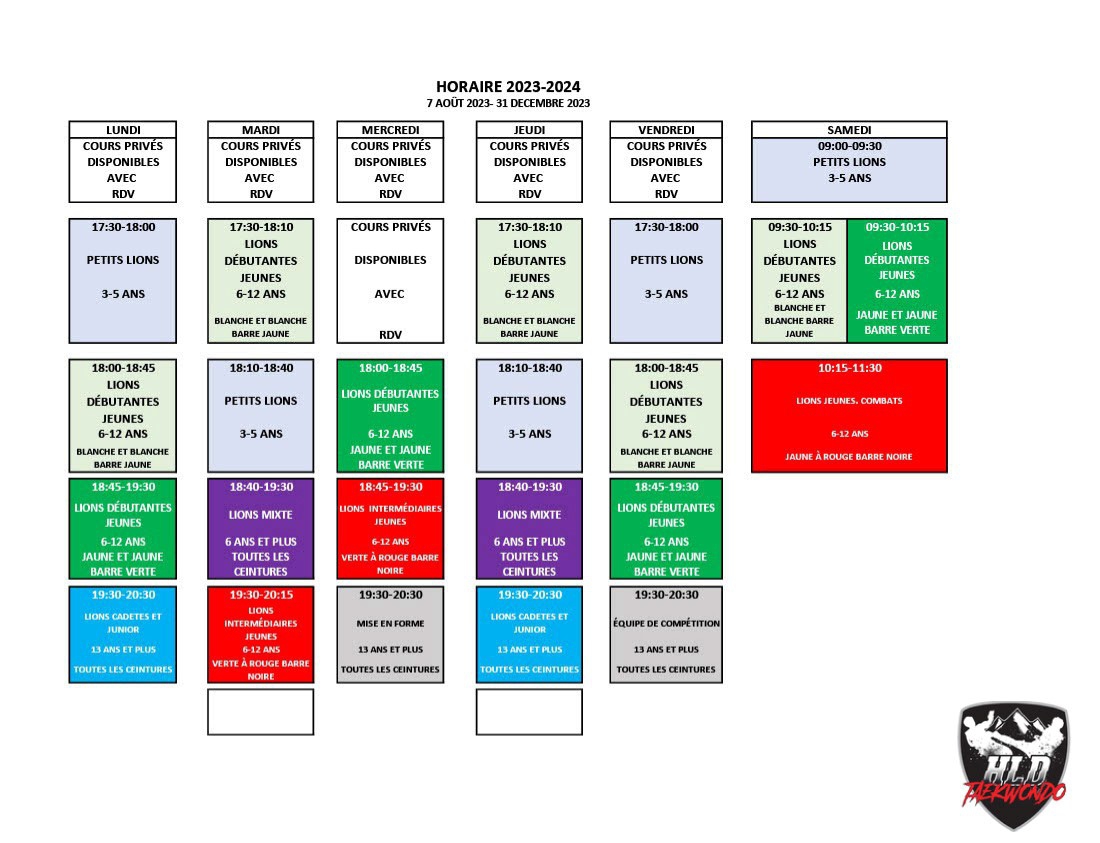 HORAIRE 2023-2024
7 AOÜT 2023- 31 DECEMBRE 2023
LUNDI
COURS PRIVÉS
DISPONIBLES
AVEC
RDV
17:30-18:00
PETITS LIONS
3-5 ANS
18:00-18:45
LIONS
DÉBUTANTES
JEUNES
6-12 ANS
BLANCHE ET BLANCHE
BARRE JAUNE
18:45-19:30
LIONS DÉBUTANTES
JEUNES
6-12 ANS
JAUNE ET JAUNE
BARRE VERTE
19:30-20:30
LIONS CADETES ET
JUNIOR
13 ANS ET PLUS
TOUTES LES CEINTURES
MARDI
COURS PRIVÉS
DISPONIBLES
AVEC
RDV
17:30-18:10
LIONS
DÉBUTANTES
JEUNES
6-12 ANS
BLANCHE ET BLANCHE
BARRE JAUNE
18:10-18:40
PETITS LIONS
3-5 ANS
18:40-19:30
LIONS MIXTE
6 ANS ET PLUS
TOUTES LES
CEINTURES
19:30-20:15
LIONS
INTERMÉDIAIRES
JEUNES
6-12 ANS
VERTE À ROUGE BARRE
NOIRE
MERCREDI
COURS PRIVÉS
DISPONIBLES
AVEC
RDV
COURS PRIVÉS
DISPONIBLES
AVEC
RDV
18:00-18:45
LIONS DÉBUTANTES
JEUNES
6-12 ANS
JAUNE ET JAUNE
BARRE VERTE
18:45-19:30
LIONS INTERMÉDIAIRES
JEUNES
6-12 ANS
VERTE À ROUGE BARRE
NOIRE
19:30-20:30
MISE EN FORME
13 ANS ET PLUS
TOUTES LES CEINTURES
JEUDI
COURS PRIVÉS
DISPONIBLES
AVEC
RDV
17:30-18:10
LIONS
DÉBUTANTES
JEUNES
6-12 ANS
BLANCHE ET BLANCHE
BARRE JAUNE
18:10-18:40
PETITS LIONS
3-5 ANS
18:40-19:30
LIONS MIXTE
6 ANS ET PLUS
TOUTES LES
CEINTURES
19:30-20:30
LIONS CADETES ET
JUNIOR
13 ANS ET PLUS
TOUTES LES CEINTURES
VENDREDI
COURS PRIVÉS
DISPONIBLES
AVEC
RDV
17:30-18:00
PETITS LIONS
3-5 ANS
18:00-18:45
LIONS
DÉBUTANTES
JEUNES
6-12 ANS
BLANCHE ET BLANCHE
BARRE JAUNE
18:45-19:30
LIONS DÉBUTANTES
JEUNES
6-12 ANS
JAUNE ET JAUNE
BARRE VERTE
19:30-20:30
ÉQUIPE DE COMPÉTITION
13 ANS ET PLUS
TOUTES LES CEINTURES
SAMEDI
09:00-09:30
PETITS LIONS
3-5 ANS
09:30-10:15
LIONS
DÉBUTANTES
JEUNES
6-12 ANS
BLANCHE ET
BLANCHE BARRE
JAUNE
09:30-10:15
LIONS
DÉBUTANTES
JEUNES
6-12 ANS
JAUNE ET JAUNE
BARRE VERTE
10:15-11:30
LIONS JEUNES. COMBATS
6-12 ANS
JAUNE À ROUGE BARRE NOIRE
HLD
TAEKWONDO